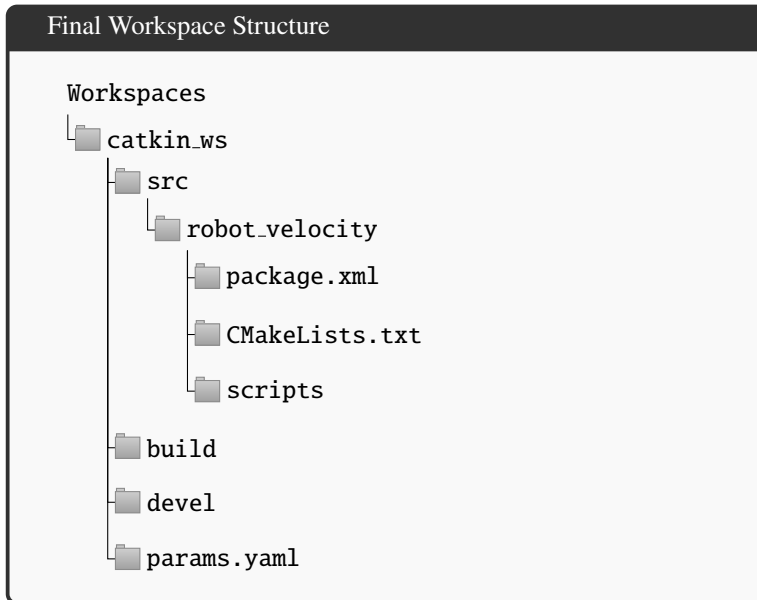 Final Workspace Structure
Workspaces
catkin_ws
src
robot_velocity
package.xml
CMakeLists.txt
scripts
build
devel
params.yaml